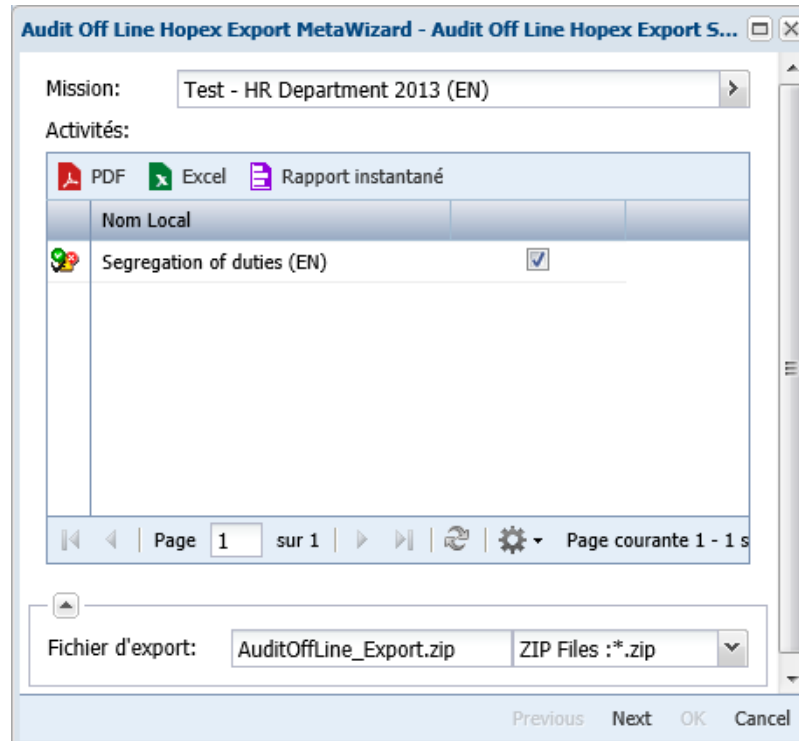 Audit Off Line Hopex Export MetaWizard - Audit Off Line Hopex Export S...
Mission: Test - HR Department 2013 (EN)
Activités:
PDF Excel Rapport instantané
Nom Local
Segregation of duties (EN)
Page 1 sur 1 Page courante 1 - 1 s
Fichier d'export: AuditOffLine_Export.zip ZIP Files :*.zip
Previous Next OK Cancel